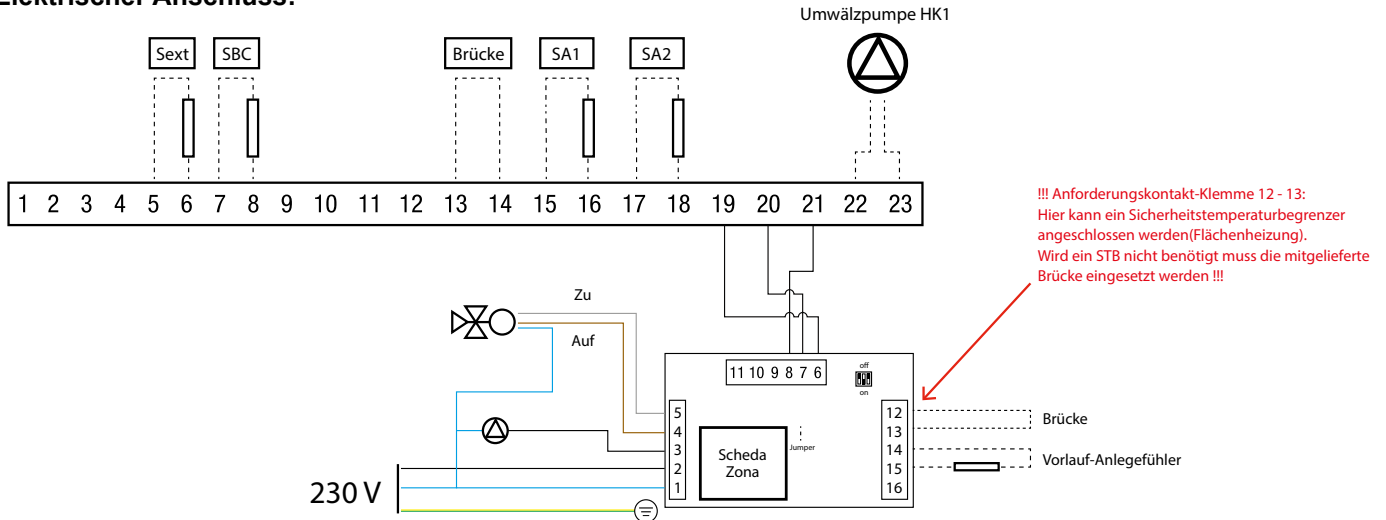 Elektrischer Anschluss:
Umwälzpumpe HK1
Sext SBC Brücke SA1 SA2
1 2 3 4 5 6 7 8 9 10 11 12 13 14 15 16 17 18 19 20 21 22 23
!!! Anforderungskontakt-Klemme 12 - 13:
Hier kann ein Sicherheitstemperaturbegrenzer
angeschlossen werden(Flächenheizung).
Wird ein STB nicht benötigt muss die mitgelieferte
Brücke eingesetzt werden !!!
Zu
Auf
11 10 9 8 7 6
off
on
5
4
3
2
1
Scheda
Zona
Jumper
12
13
14
15
16
Brücke
Vorlauf-Anlegefühler
230 V